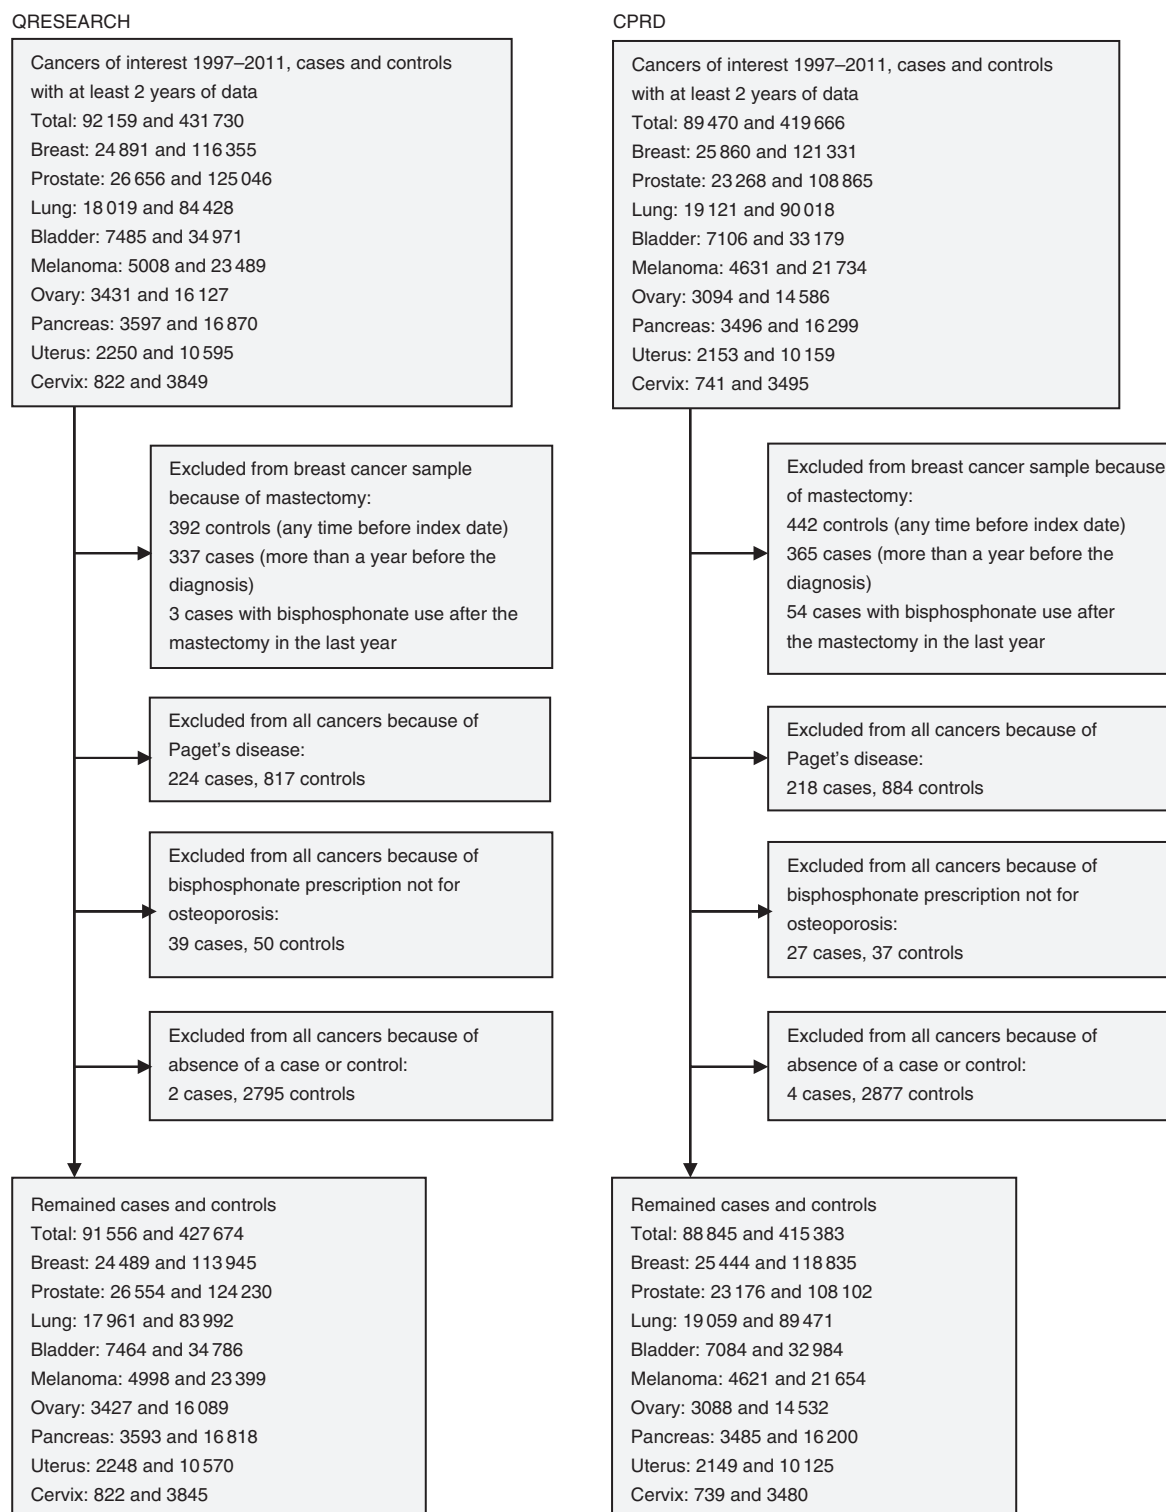 QRESEARCH
Cancers of interest 1997–2011, cases and controls
with at least 2 years of data
Total: 92 159 and 431 730
Breast: 24 891 and 116 355
Prostate: 26 656 and 125 046
Lung: 18 019 and 84 428
Bladder: 7485 and 34 971
Melanoma: 5008 and 23 489
Ovary: 3431 and 16 127
Pancreas: 3597 and 16 870
Uterus: 2250 and 10 595
Cervix: 822 and 3849
Excluded from breast cancer sample
because of mastectomy:
392 controls (any time before index date)
337 cases (more than a year before the
diagnosis)
3 cases with bisphosphonate use after the
mastectomy in the last year
Excluded from all cancers because of
Paget's disease:
224 cases, 817 controls
Excluded from all cancers because of
bisphosphonate prescription not for
osteoporosis:
39 cases, 50 controls
Excluded from all cancers because of
absence of a case or control:
2 cases, 2795 controls
Remained cases and controls
Total: 91 556 and 427 674
Breast: 24 489 and 113 945
Prostate: 26 554 and 124 230
Lung: 17 961 and 83 992
Bladder: 7464 and 34 786
Melanoma: 4998 and 23 399
Ovary: 3427 and 16 089
Pancreas: 3593 and 16 818
Uterus: 2248 and 10 570
Cervix: 822 and 3845
CPRD
Cancers of interest 1997–2011, cases and controls
with at least 2 years of data
Total: 89 470 and 419 666
Breast: 25 860 and 121 331
Prostate: 23 268 and 108 865
Lung: 19 121 and 90 018
Bladder: 7106 and 33 179
Melanoma: 4631 and 21 734
Ovary: 3094 and 14 586
Pancreas: 3496 and 16 299
Uterus: 2153 and 10 159
Cervix: 741 and 3495
Excluded from breast cancer sample because
of mastectomy:
442 controls (any time before index date)
365 cases (more than a year before the
diagnosis)
54 cases with bisphosphonate use after
the mastectomy in the last year
Excluded from all cancers because of
Paget's disease:
218 cases, 884 controls
Excluded from all cancers because of
bisphosphonate prescription not for
osteoporosis:
27 cases, 37 controls
Excluded from all cancers because of
absence of a case or control:
4 cases, 2877 controls
Remained cases and controls
Total: 88 845 and 415 383
Breast: 25 444 and 118 835
Prostate: 23 176 and 108 102
Lung: 19 059 and 89 471
Bladder: 7084 and 32 984
Melanoma: 4621 and 21 654
Ovary: 3088 and 14 532
Pancreas: 3485 and 16 200
Uterus: 2149 and 10 125
Cervix: 739 and 3480